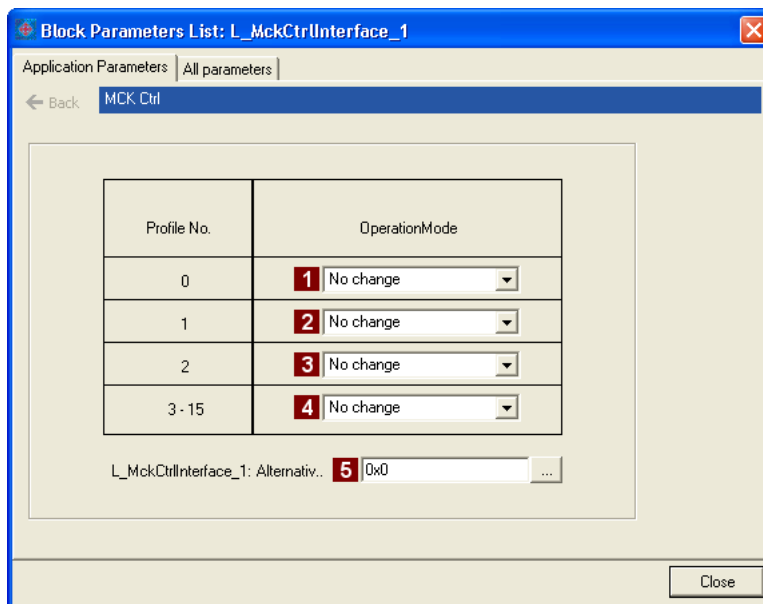 Block Parameters List: L_MckCtrlInterface_1
Application Parameters All parameters
Back MCK Ctrl
Profile No. OperationMode
0 1 No change
1 2 No change
2 3 No change
3 - 15 4 No change
L_MckCtrlInterface_1: Alternativ.. 5 0x0 ...
Close